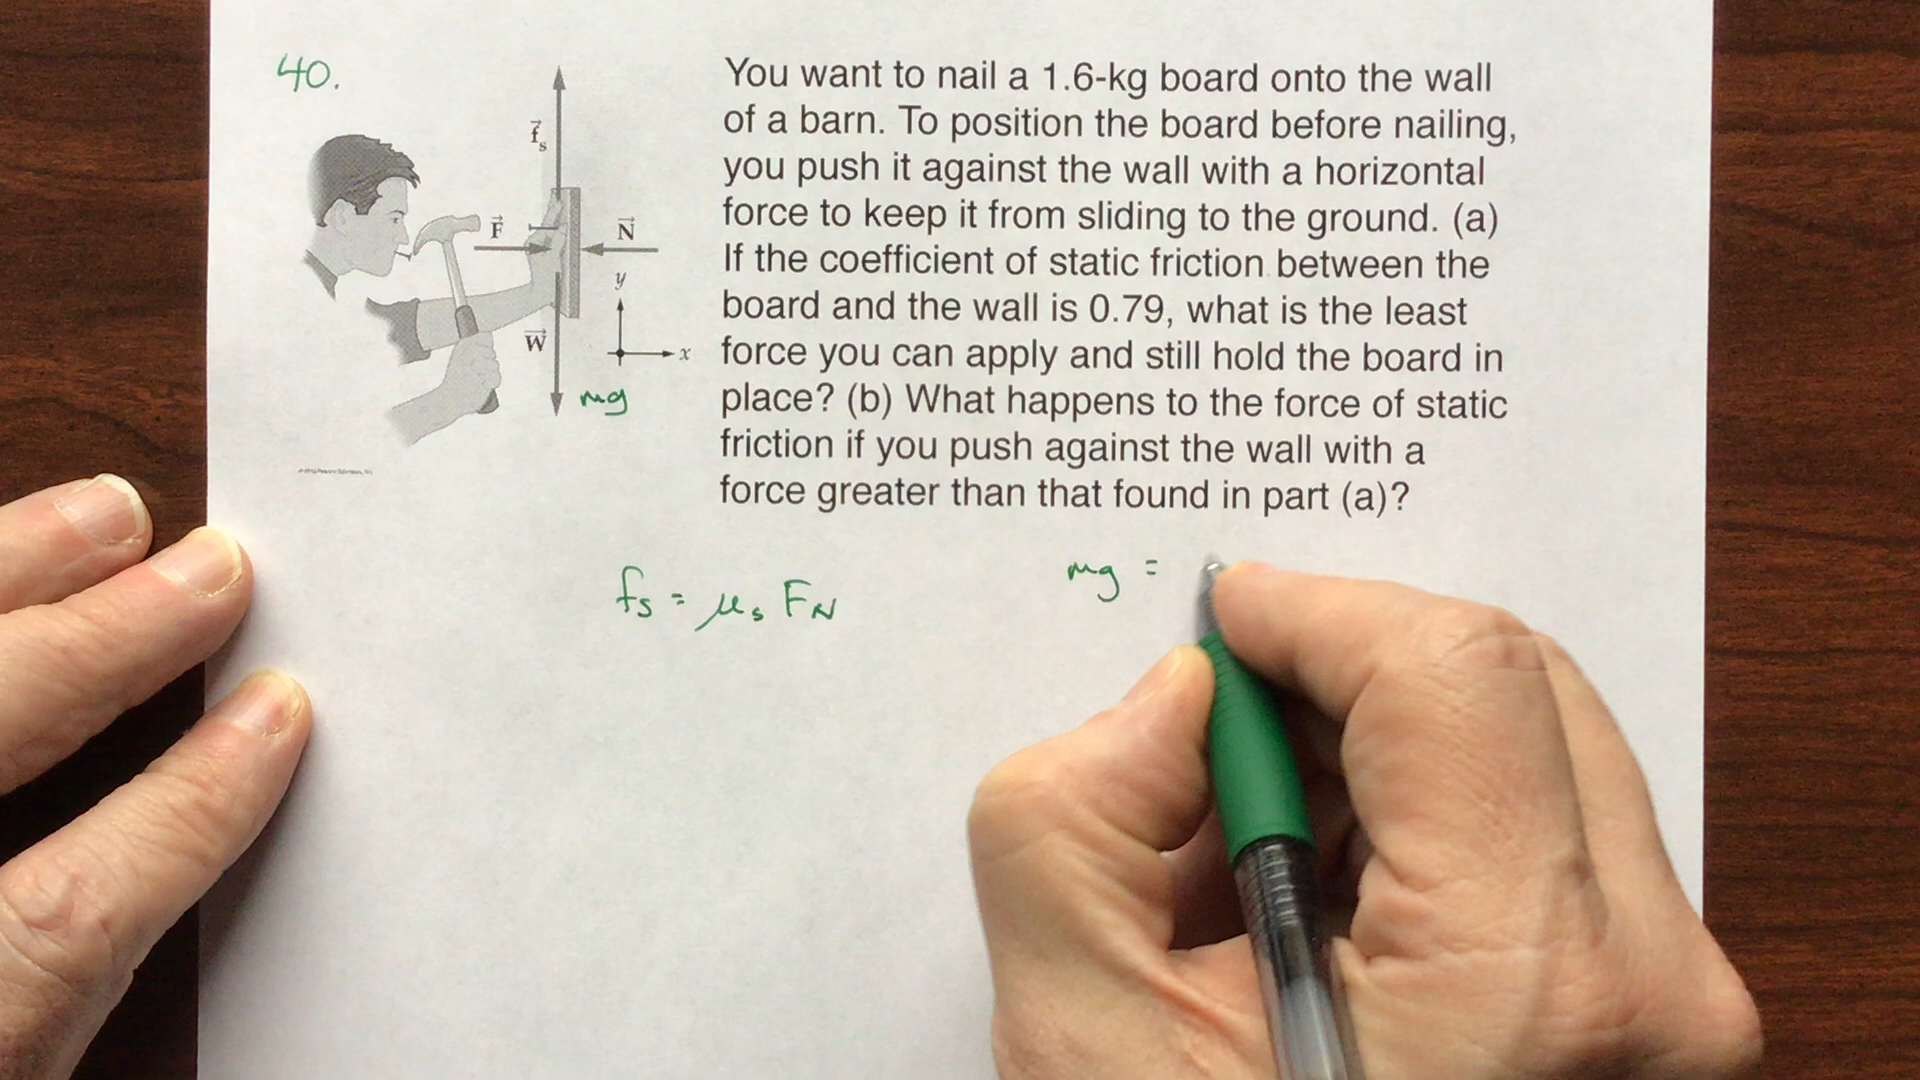 40.
You want to nail a 1.6-kg board onto the wall
of a barn. To position the board before nailing,
you push it against the wall with a horizontal
force to keep it from sliding to the ground. (a)
If the coefficient of static friction between the
board and the wall is 0.79, what is the least
force you can apply and still hold the board in
place? (b) What happens to the force of static
friction if you push against the wall with a
force greater than that found in part (a)?
f⃗s
F⃗
N⃗
y
x
W⃗
mg
fs = μs FN
mg =